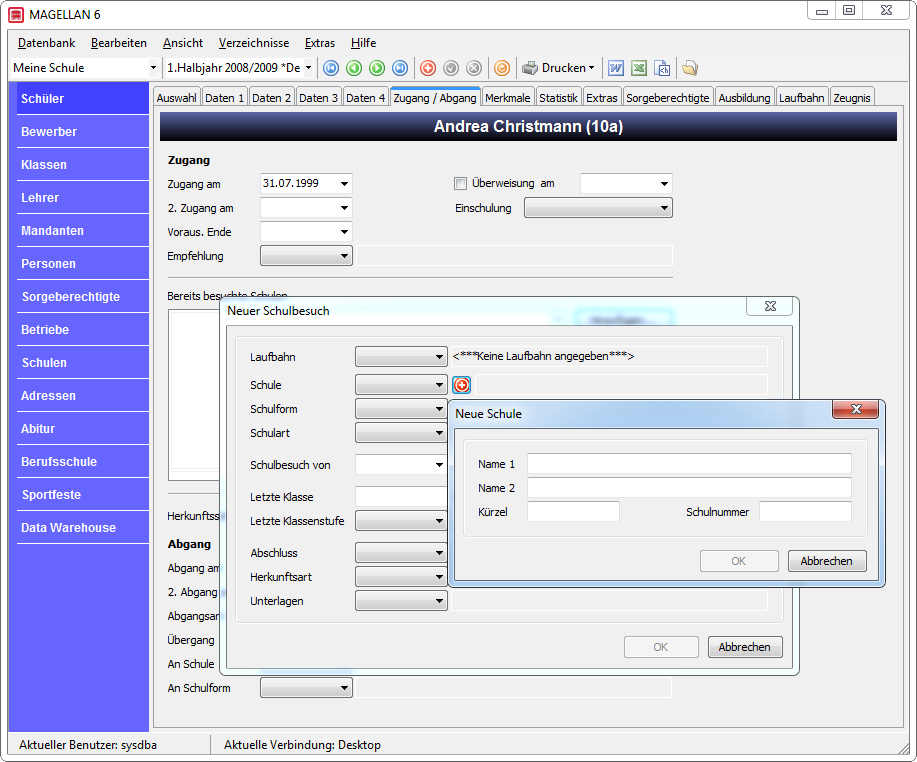 MAGELLAN 6
Datenbank Bearbeiten Ansicht Verzeichnisse Extras Hilfe
Meine Schule 1.Halbjahr 2008/2009 *De Drucken
Schüler
Bewerber
Klassen
Lehrer
Mandanten
Personen
Sorgeberechtigte
Betriebe
Schulen
Adressen
Abitur
Berufsschule
Sportfeste
Data Warehouse
Auswahl Daten 1 Daten 2 Daten 3 Daten 4 Zugang / Abgang Merkmale Statistik Extras Sorgeberechtigte Ausbildung Laufbahn Zeugnis
Andrea Christmann (10a)
Zugang
Zugang am 31.07.1999 Überweisung am
2. Zugang am Einschulung
Voraus. Ende
Empfehlung
Bereits besuchte Schulen
Herkunftss
Abgang
Abgang am
2. Abgang
Abgangsar
Übergang
An Schule
An Schulform
Neuer Schulbesuch
Laufbahn <***Keine Laufbahn angegeben***>
Schule
Schulform
Schulart
Schulbesuch von
Letzte Klasse
Letzte Klassenstufe
Abschluss
Herkunftsart
Unterlagen
OK Abbrechen
Neue Schule
Name 1
Name 2
Kürzel Schulnummer
OK Abbrechen
Aktueller Benutzer: sysdba Aktuelle Verbindung: Desktop